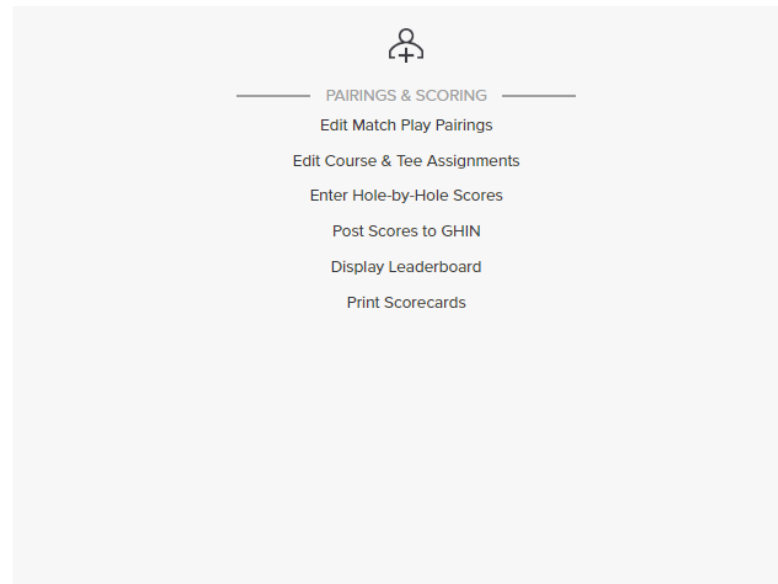 PAIRINGS & SCORING
Edit Match Play Pairings
Edit Course & Tee Assignments
Enter Hole-by-Hole Scores
Post Scores to GHIN
Display Leaderboard
Print Scorecards